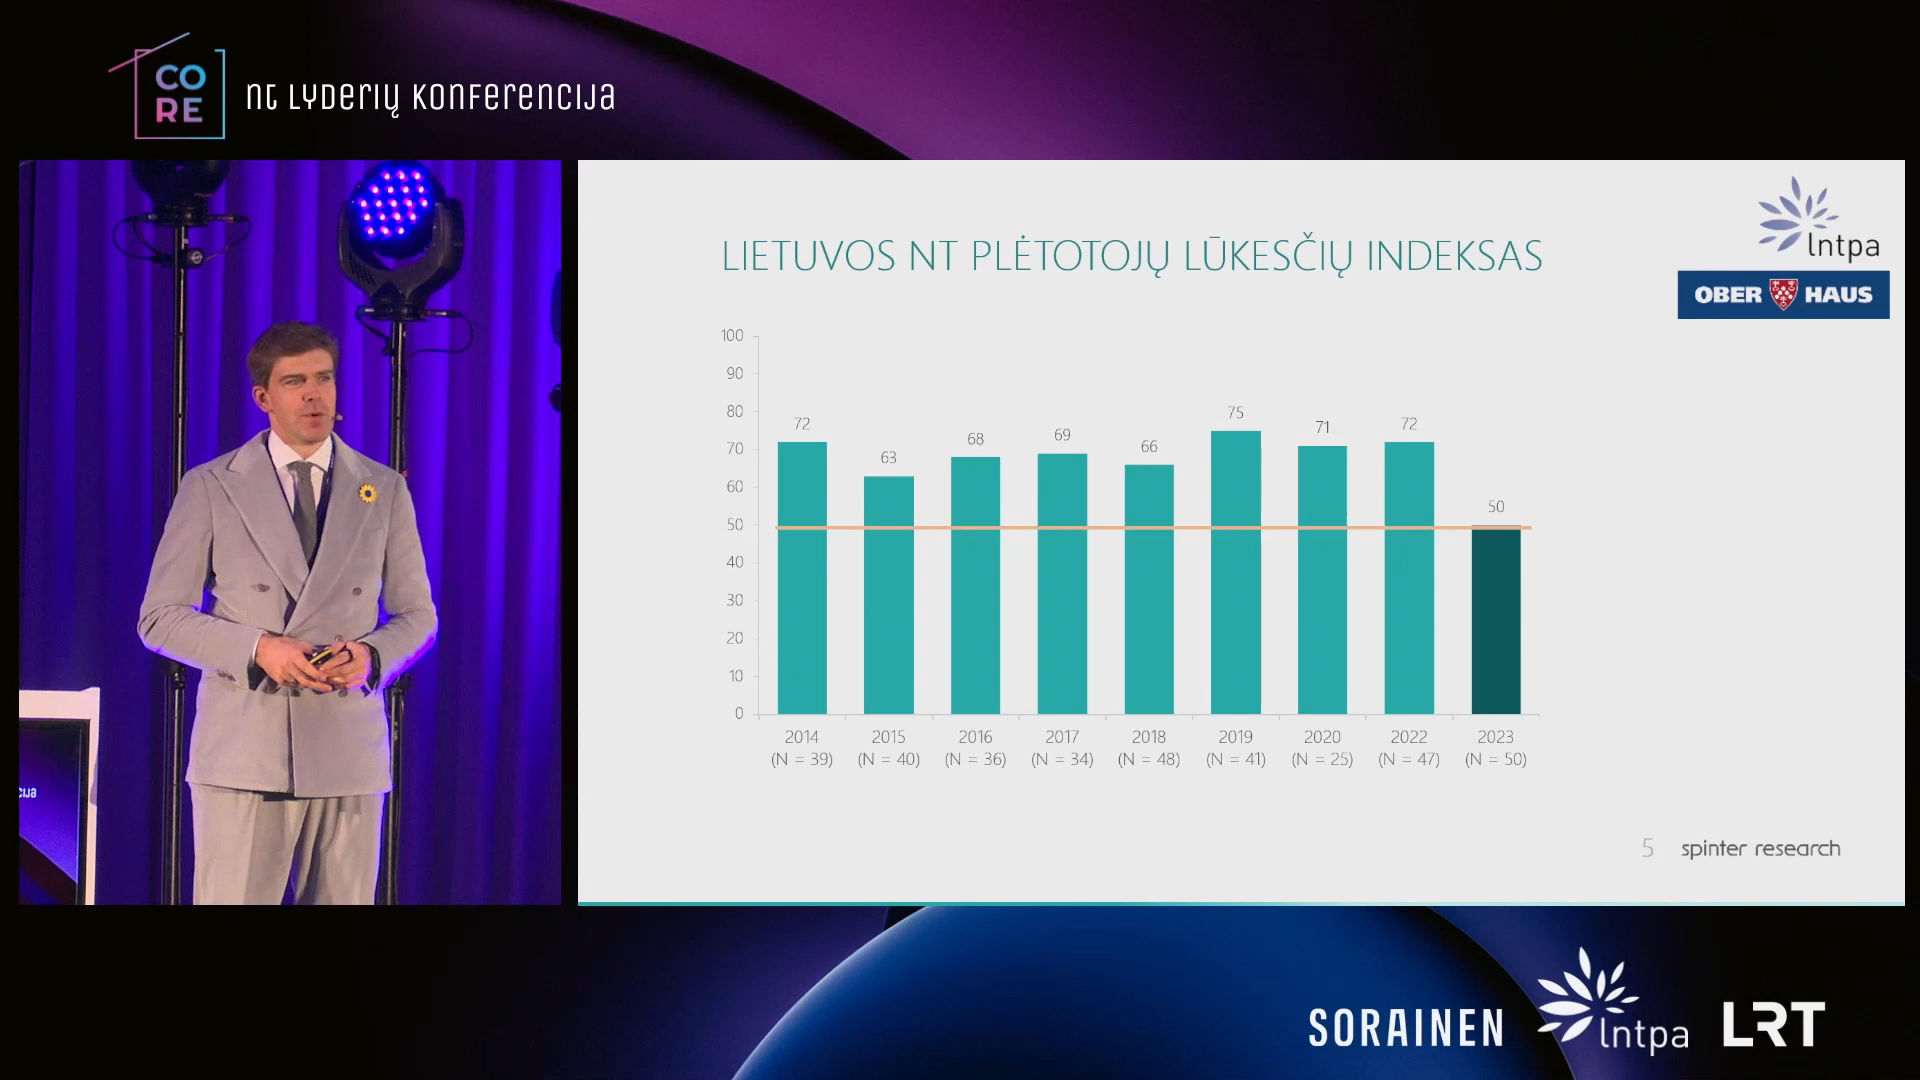 CO
RE
nt Lyderių Konferencija
cija
LIETUVOS NT PLĖTOTOJŲ LŪKESČIŲ INDEKSAS
lntpa
OBER HAUS
100
90
80
70
60
50
40
30
20
10
0
72
63
68
69
66
75
71
72
50
2014 2015 2016 2017 2018 2019 2020 2022 2023
(N = 39) (N = 40) (N = 36) (N = 34) (N = 48) (N = 41) (N = 25) (N = 47) (N = 50)
5 spinter research
SORAINEN lntpa LRT